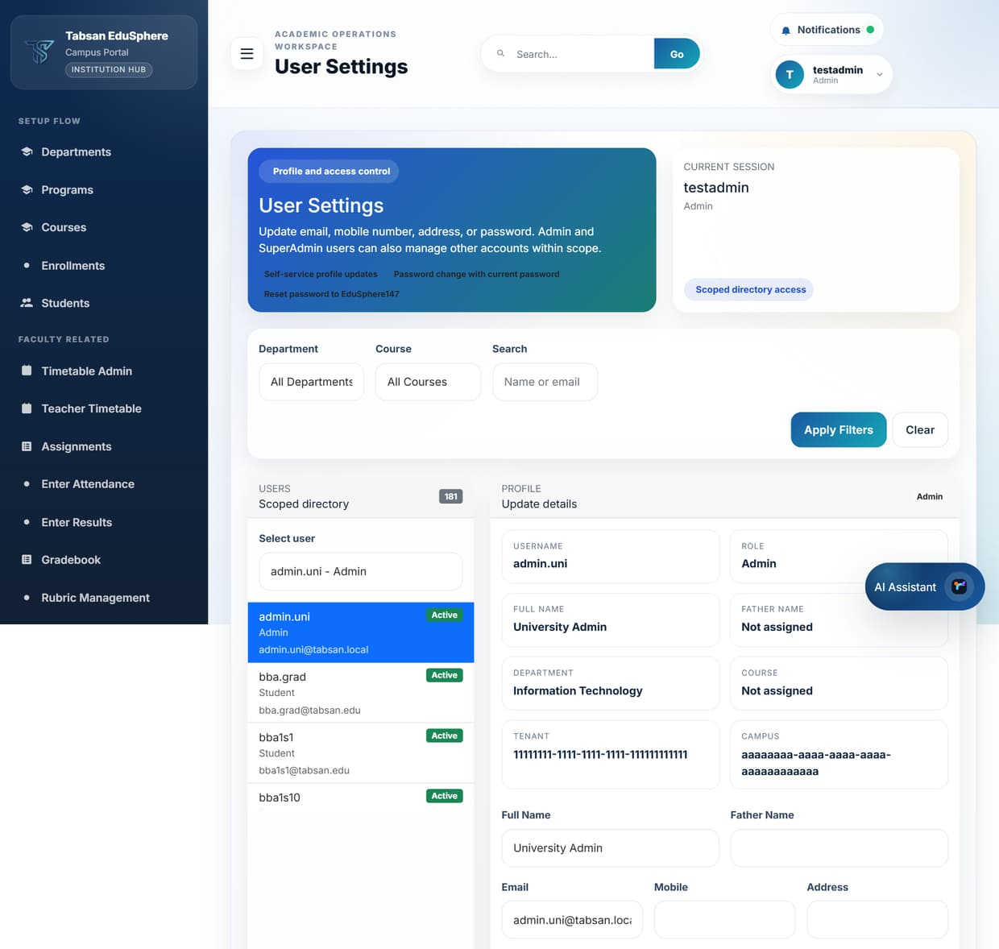 Tabsan EduSphere
Campus Portal
INSTITUTION HUB
SETUP FLOW
Departments
Programs
Courses
Enrollments
Students
FACULTY RELATED
Timetable Admin
Teacher Timetable
Assignments
Enter Attendance
Enter Results
Gradebook
Rubric Management
ACADEMIC OPERATIONS
WORKSPACE
User Settings
Search...
Go
Notifications
T
testadmin
Admin
Profile and access control
User Settings
Update email, mobile number, address, or password. Admin and
SuperAdmin users can also manage other accounts within scope.
Self-service profile updates
Password change with current password
Reset password to EduSphere147
CURRENT SESSION
testadmin
Admin
Scoped directory access
Department
Course
Search
All Departments
All Courses
Name or email
Apply Filters
Clear
USERS
Scoped directory
181
Select user
admin.uni - Admin
admin.uni
Active
Admin
admin.uni@tabsan.local
bba.grad
Active
Student
bba.grad@tabsan.edu
bba1s1
Active
Student
bba1s1@tabsan.edu
bba1s10
Active
PROFILE
Update details
Admin
USERNAME
admin.uni
ROLE
Admin
FULL NAME
University Admin
FATHER NAME
Not assigned
DEPARTMENT
Information Technology
COURSE
Not assigned
TENANT
11111111-1111-1111-1111-111111111111
CAMPUS
aaaaaaaa-aaaa-aaaa-aaaa-
aaaaaaaaaaaa
AI Assistant
Full Name
Father Name
University Admin
Email
Mobile
Address
admin.uni@tabsan.loca